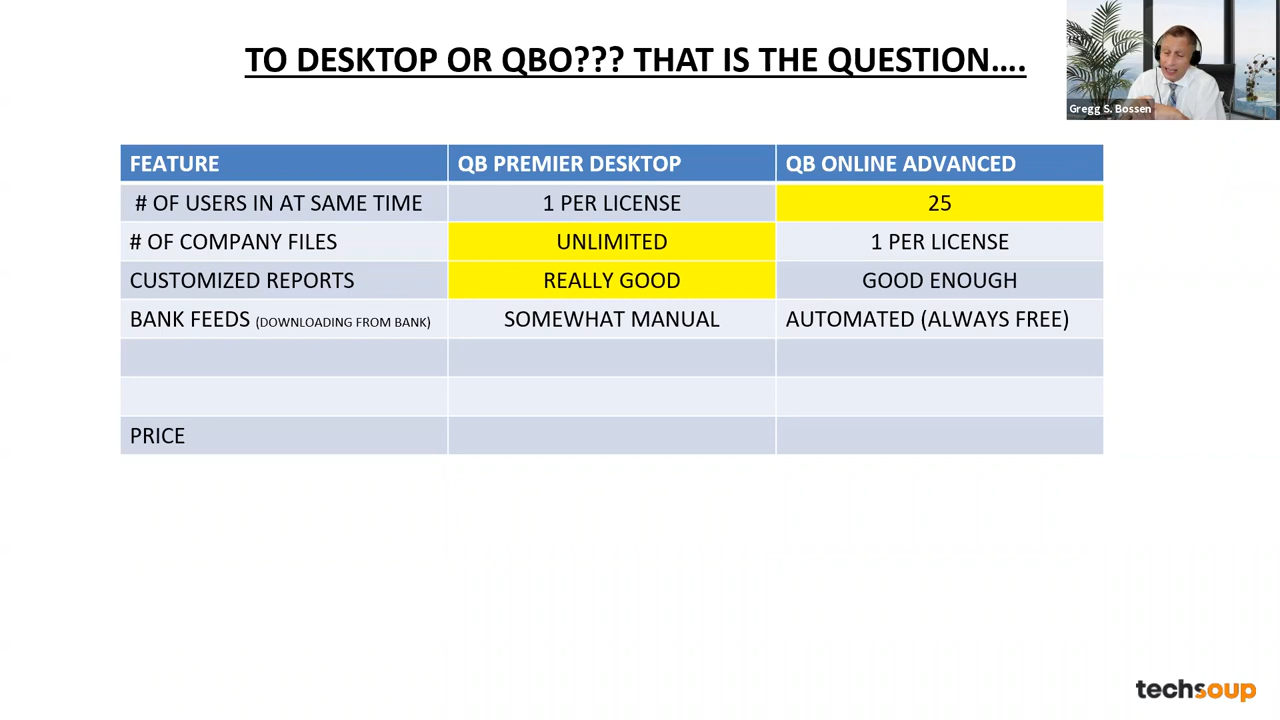 TO DESKTOP OR QBO??? THAT IS THE QUESTION….
Gregg S. Bossen
FEATURE QB PREMIER DESKTOP QB ONLINE ADVANCED
# OF USERS IN AT SAME TIME 1 PER LICENSE 25
# OF COMPANY FILES UNLIMITED 1 PER LICENSE
CUSTOMIZED REPORTS REALLY GOOD GOOD ENOUGH
BANK FEEDS (DOWNLOADING FROM BANK) SOMEWHAT MANUAL AUTOMATED (ALWAYS FREE)
PRICE
techsoup